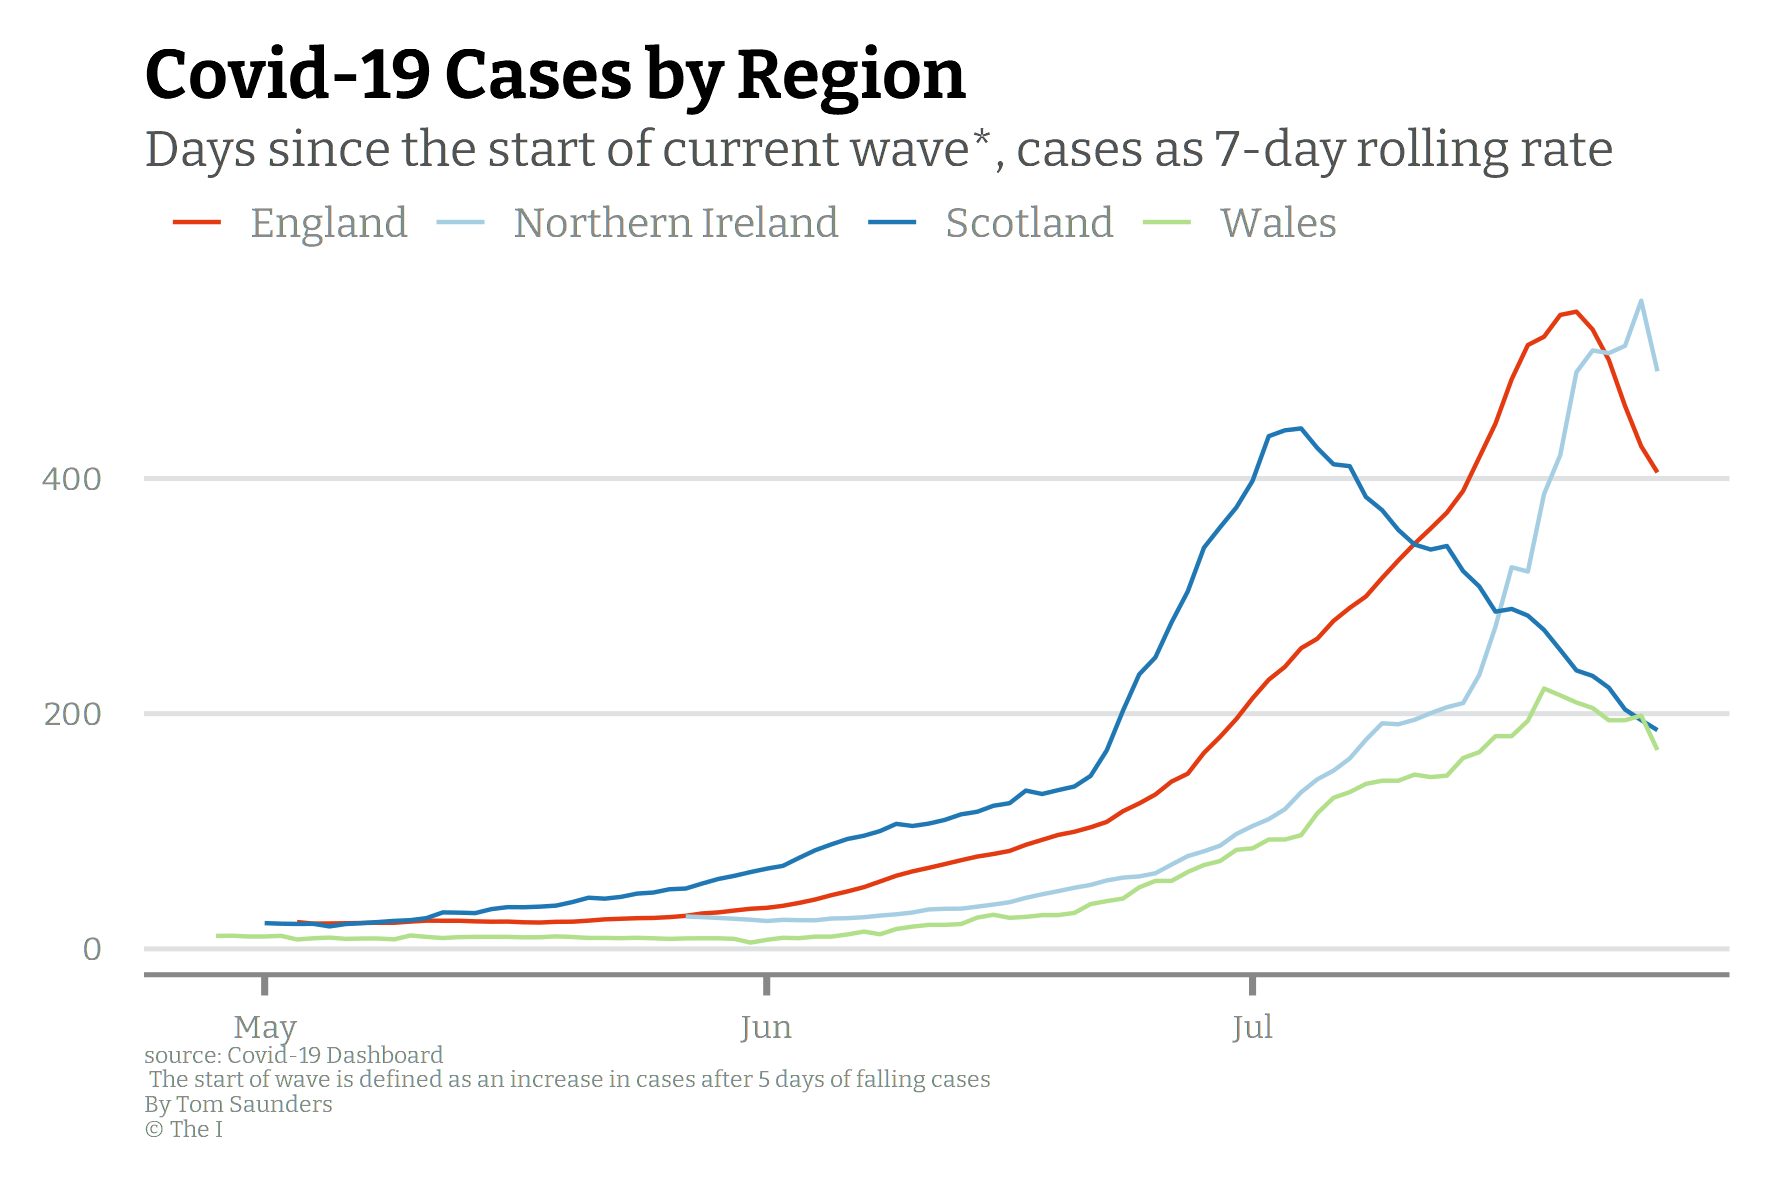 Covid-19 Cases by Region
Days since the start of current wave*, cases as 7-day rolling rate
England Northern Ireland Scotland Wales
400
200
0
May Jun Jul
source: Covid-19 Dashboard
The start of wave is defined as an increase in cases after 5 days of falling cases
By Tom Saunders
© The I